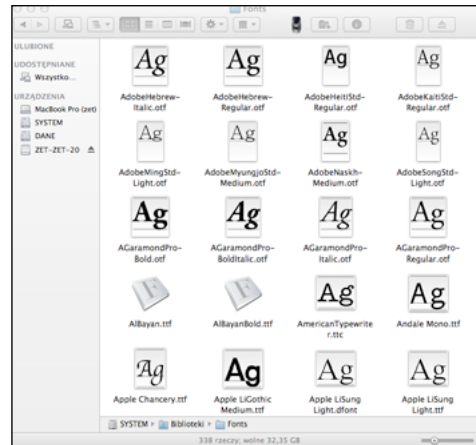 Fonts
ULUBIONE
UDOSTĘPNIANE
Wszystko...
URZĄDZENIA
MacBook Pro (zet)
SYSTEM
DANE
ZET-ZET-20
Ag Ag Ag Ag
AdobeHebrew-Italic.otf
AdobeHebrew-Regular.otf
AdobeHeitiStd-Regular.otf
AdobeKaitiStd-Regular.otf
Ag Ag Ag Ag
AdobeMingStd-Light.otf
AdobeMyungjoStd-Medium.otf
AdobeNaskh-Medium.otf
AdobeSongStd-Light.otf
Ag Ag Ag Ag
AGaramondPro-Bold.otf
AGaramondPro-BoldItalic.otf
AGaramondPro-Italic.otf
AGaramondPro-Regular.otf
F F Ag Ag
AlBayan.ttf
AlBayanBold.ttf
AmericanTypewriter.ttc
Andale Mono.ttf
Ag Ag Ag Ag
Apple Chancery.ttf
Apple LiGothic Medium.ttf
Apple LiSung Light.dfont
Apple LiSung Light.ttf
SYSTEM ▸ Biblioteki ▸ Fonts
338 rzeczy; wolne 32,35 GB